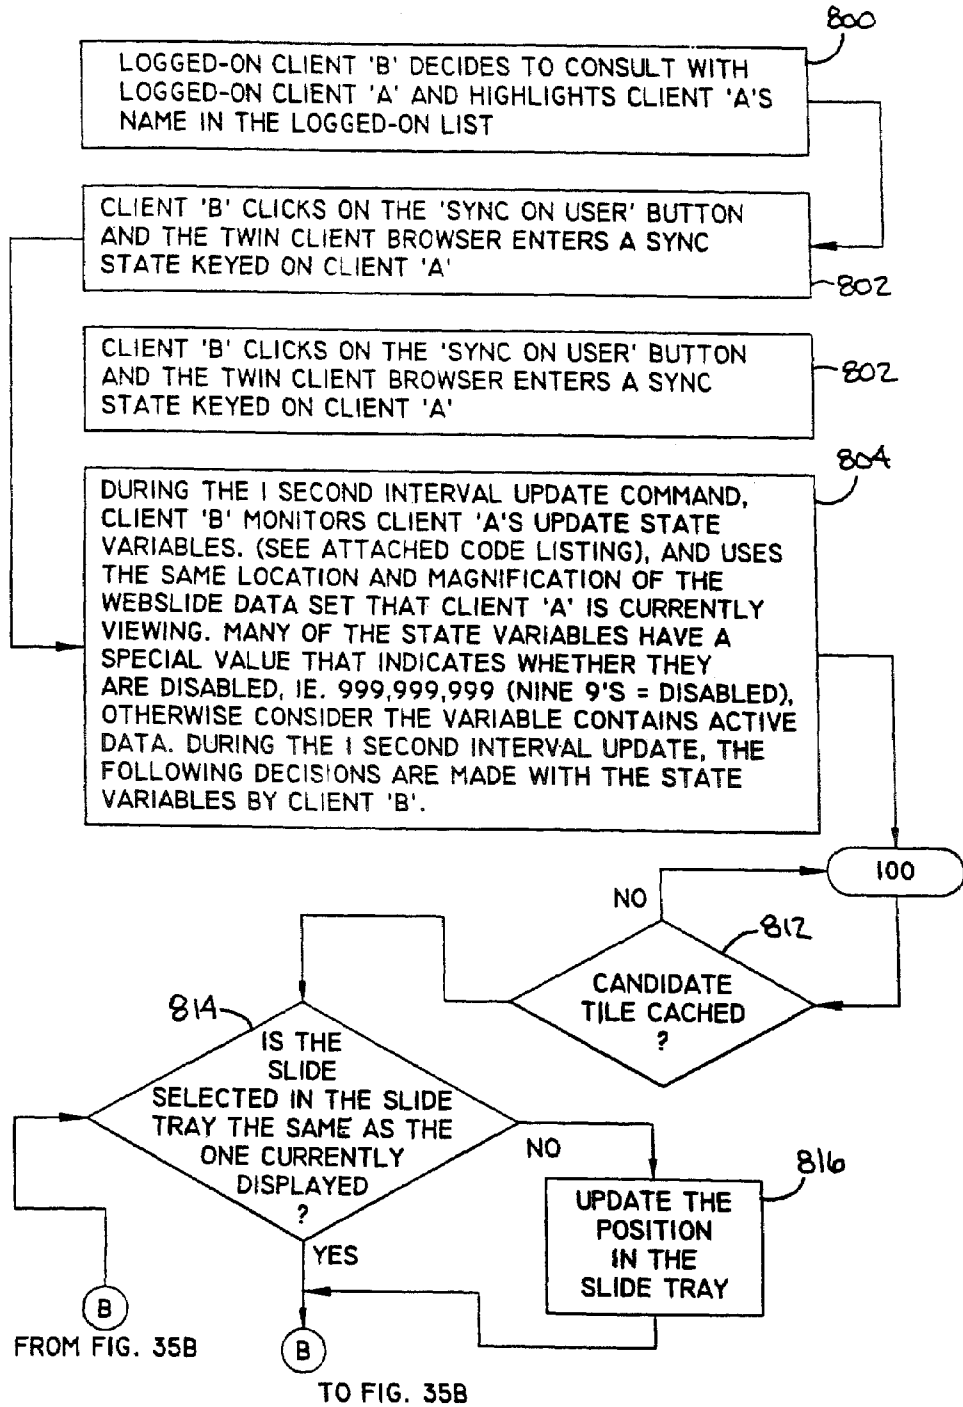 800
LOGGED-ON CLIENT 'B' DECIDES TO CONSULT WITH
LOGGED-ON CLIENT 'A' AND HIGHLIGHTS CLIENT 'A'S
NAME IN THE LOGGED-ON LIST
CLIENT 'B' CLICKS ON THE 'SYNC ON USER' BUTTON
AND THE TWIN CLIENT BROWSER ENTERS A SYNC
STATE KEYED ON CLIENT 'A'
802
CLIENT 'B' CLICKS ON THE 'SYNC ON USER' BUTTON
AND THE TWIN CLIENT BROWSER ENTERS A SYNC
STATE KEYED ON CLIENT 'A'
802
804
DURING THE 1 SECOND INTERVAL UPDATE COMMAND,
CLIENT 'B' MONITORS CLIENT 'A'S UPDATE STATE
VARIABLES. (SEE ATTACHED CODE LISTING), AND USES
THE SAME LOCATION AND MAGNIFICATION OF THE
WEBSLIDE DATA SET THAT CLIENT 'A' IS CURRENTLY
VIEWING. MANY OF THE STATE VARIABLES HAVE A
SPECIAL VALUE THAT INDICATES WHETHER THEY
ARE DISABLED, IE. 999,999,999 (NINE 9'S = DISABLED),
OTHERWISE CONSIDER THE VARIABLE CONTAINS ACTIVE
DATA. DURING THE 1 SECOND INTERVAL UPDATE, THE
FOLLOWING DECISIONS ARE MADE WITH THE STATE
VARIABLES BY CLIENT 'B'.
100
NO
812
CANDIDATE
TILE CACHED
?
814
IS THE
SLIDE
SELECTED IN THE SLIDE
TRAY THE SAME AS THE
ONE CURRENTLY
DISPLAYED
?
NO
YES
816
UPDATE THE
POSITION
IN THE
SLIDE TRAY
B
FROM FIG. 35B
B
TO FIG. 35B